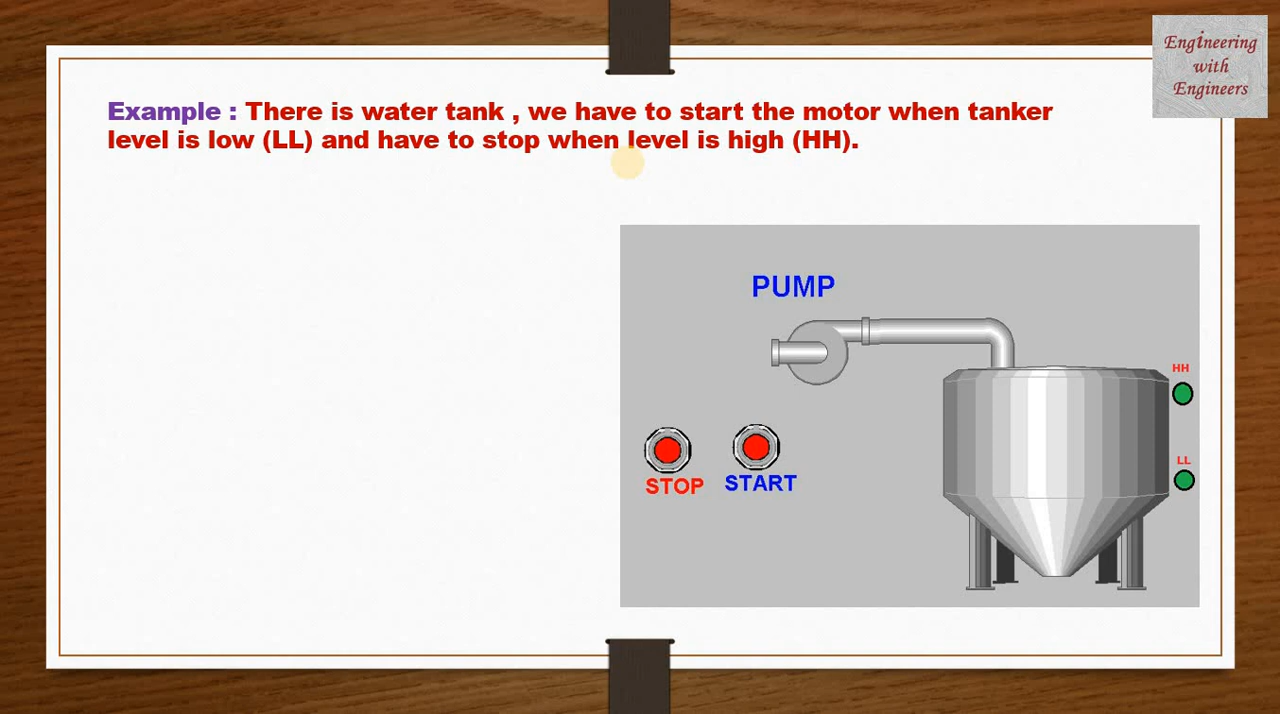 Engineering
with
Engineers
Example : There is water tank , we have to start the motor when tanker
level is low (LL) and have to stop when level is high (HH).
PUMP
HH
LL
STOP START